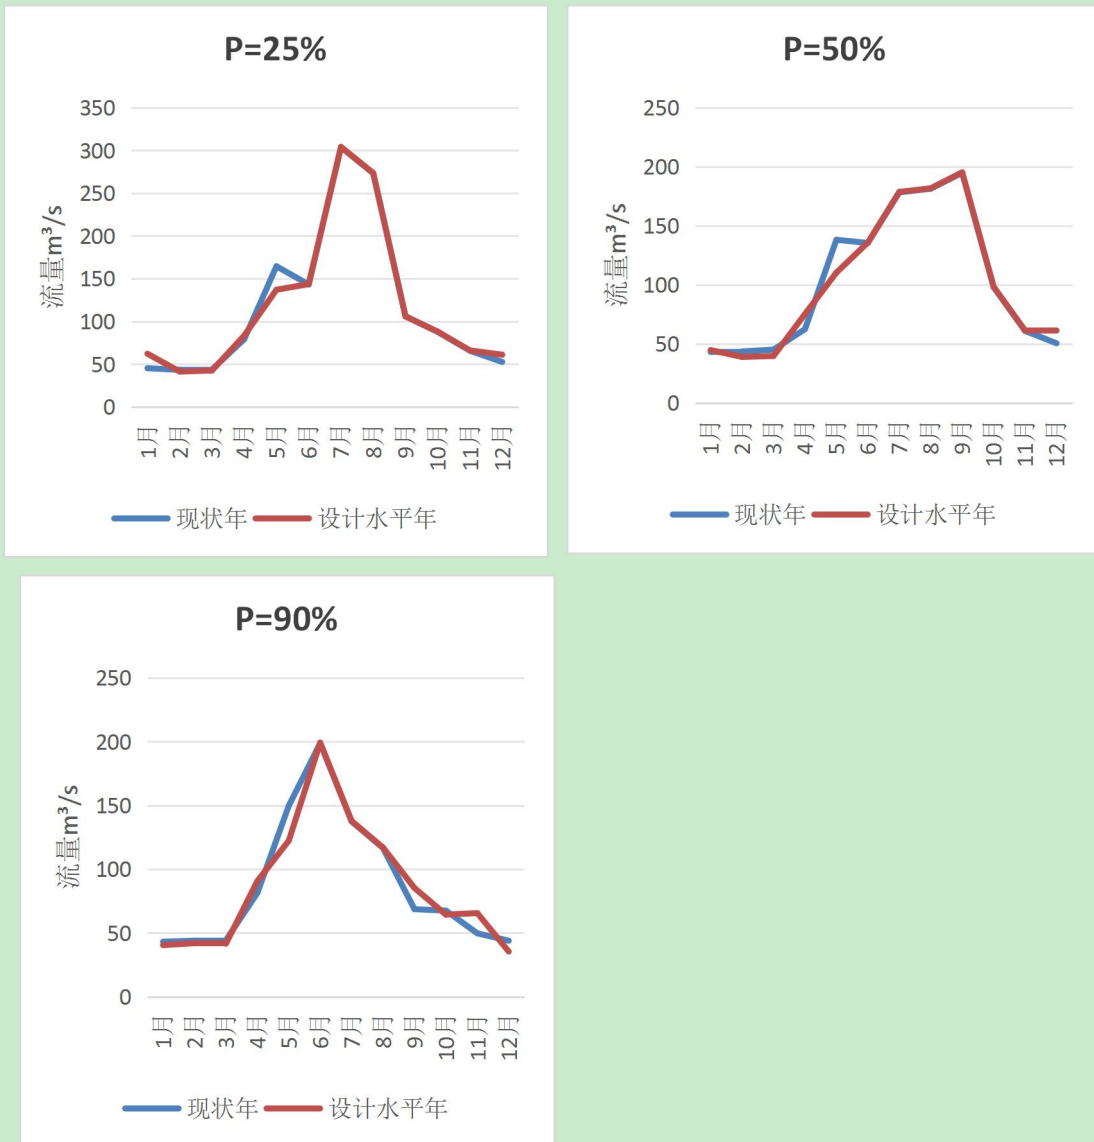 P=25%
流量m³/s
350
300
250
200
150
100
50
0
1月
2月
3月
4月
5月
6月
7月
8月
9月
10月
11月
12月
现状年
设计水平年
P=50%
流量m³/s
250
200
150
100
50
0
1月
2月
3月
4月
5月
6月
7月
8月
9月
10月
11月
12月
现状年
设计水平年
P=90%
流量m³/s
250
200
150
100
50
0
1月
2月
3月
4月
5月
6月
7月
8月
9月
10月
11月
12月
现状年
设计水平年